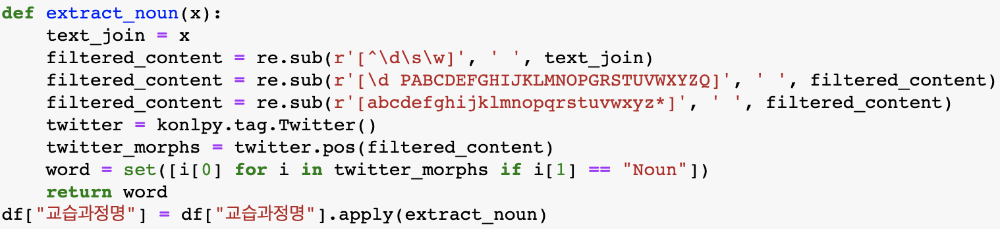 def extract_noun(x):
    text_join = x
    filtered_content = re.sub(r'[^\d\s\w]', ' ', text_join)
    filtered_content = re.sub(r'[\d PABCDEFGHIJKLMNOPGRSTUVWXYZQ]', ' ', filtered_content)
    filtered_content = re.sub(r'[abcdefghijklmnopqrstuvwxyz*]', ' ', filtered_content)
    twitter = konlpy.tag.Twitter()
    twitter_morphs = twitter.pos(filtered_content)
    word = set([i[0] for i in twitter_morphs if i[1] == "Noun"])
    return word
df["교습과정명"] = df["교습과정명"].apply(extract_noun)